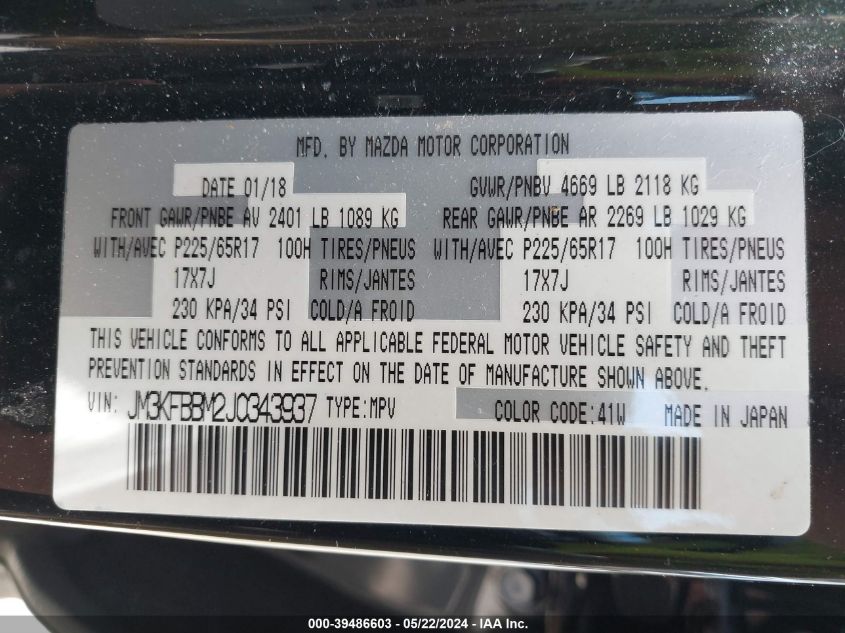 MFD. BY MAZDA MOTOR CORPORATION
DATE 01/18 GVWR/PNBV 4669 LB 2118 KG
FRONT GAWR/PNBE AV 2401 LB 1089 KG REAR GAWR/PNBE AR 2269 LB 1029 KG
WITH/AVEC P225/65R17 100H TIRES/PNEUS WITH/AVEC P225/65R17 100H TIRES/PNEUS
17X7J RIMS/JANTES 17X7J RIMS/JANTES
230 KPA/34 PSI COLD/A FROID 230 KPA/34 PSI COLD/A FROID
THIS VEHICLE CONFORMS TO ALL APPLICABLE FEDERAL MOTOR VEHICLE SAFETY AND THEFT
PREVENTION STANDARDS IN EFFECT ON THE DATE OF MANUFACTURE SHOWN ABOVE.
VIN: JM3KFBBM2J0343937 TYPE:MPV COLOR CODE:41W MADE IN JAPAN
000-39486603 - 05/22/2024 - IAA Inc.